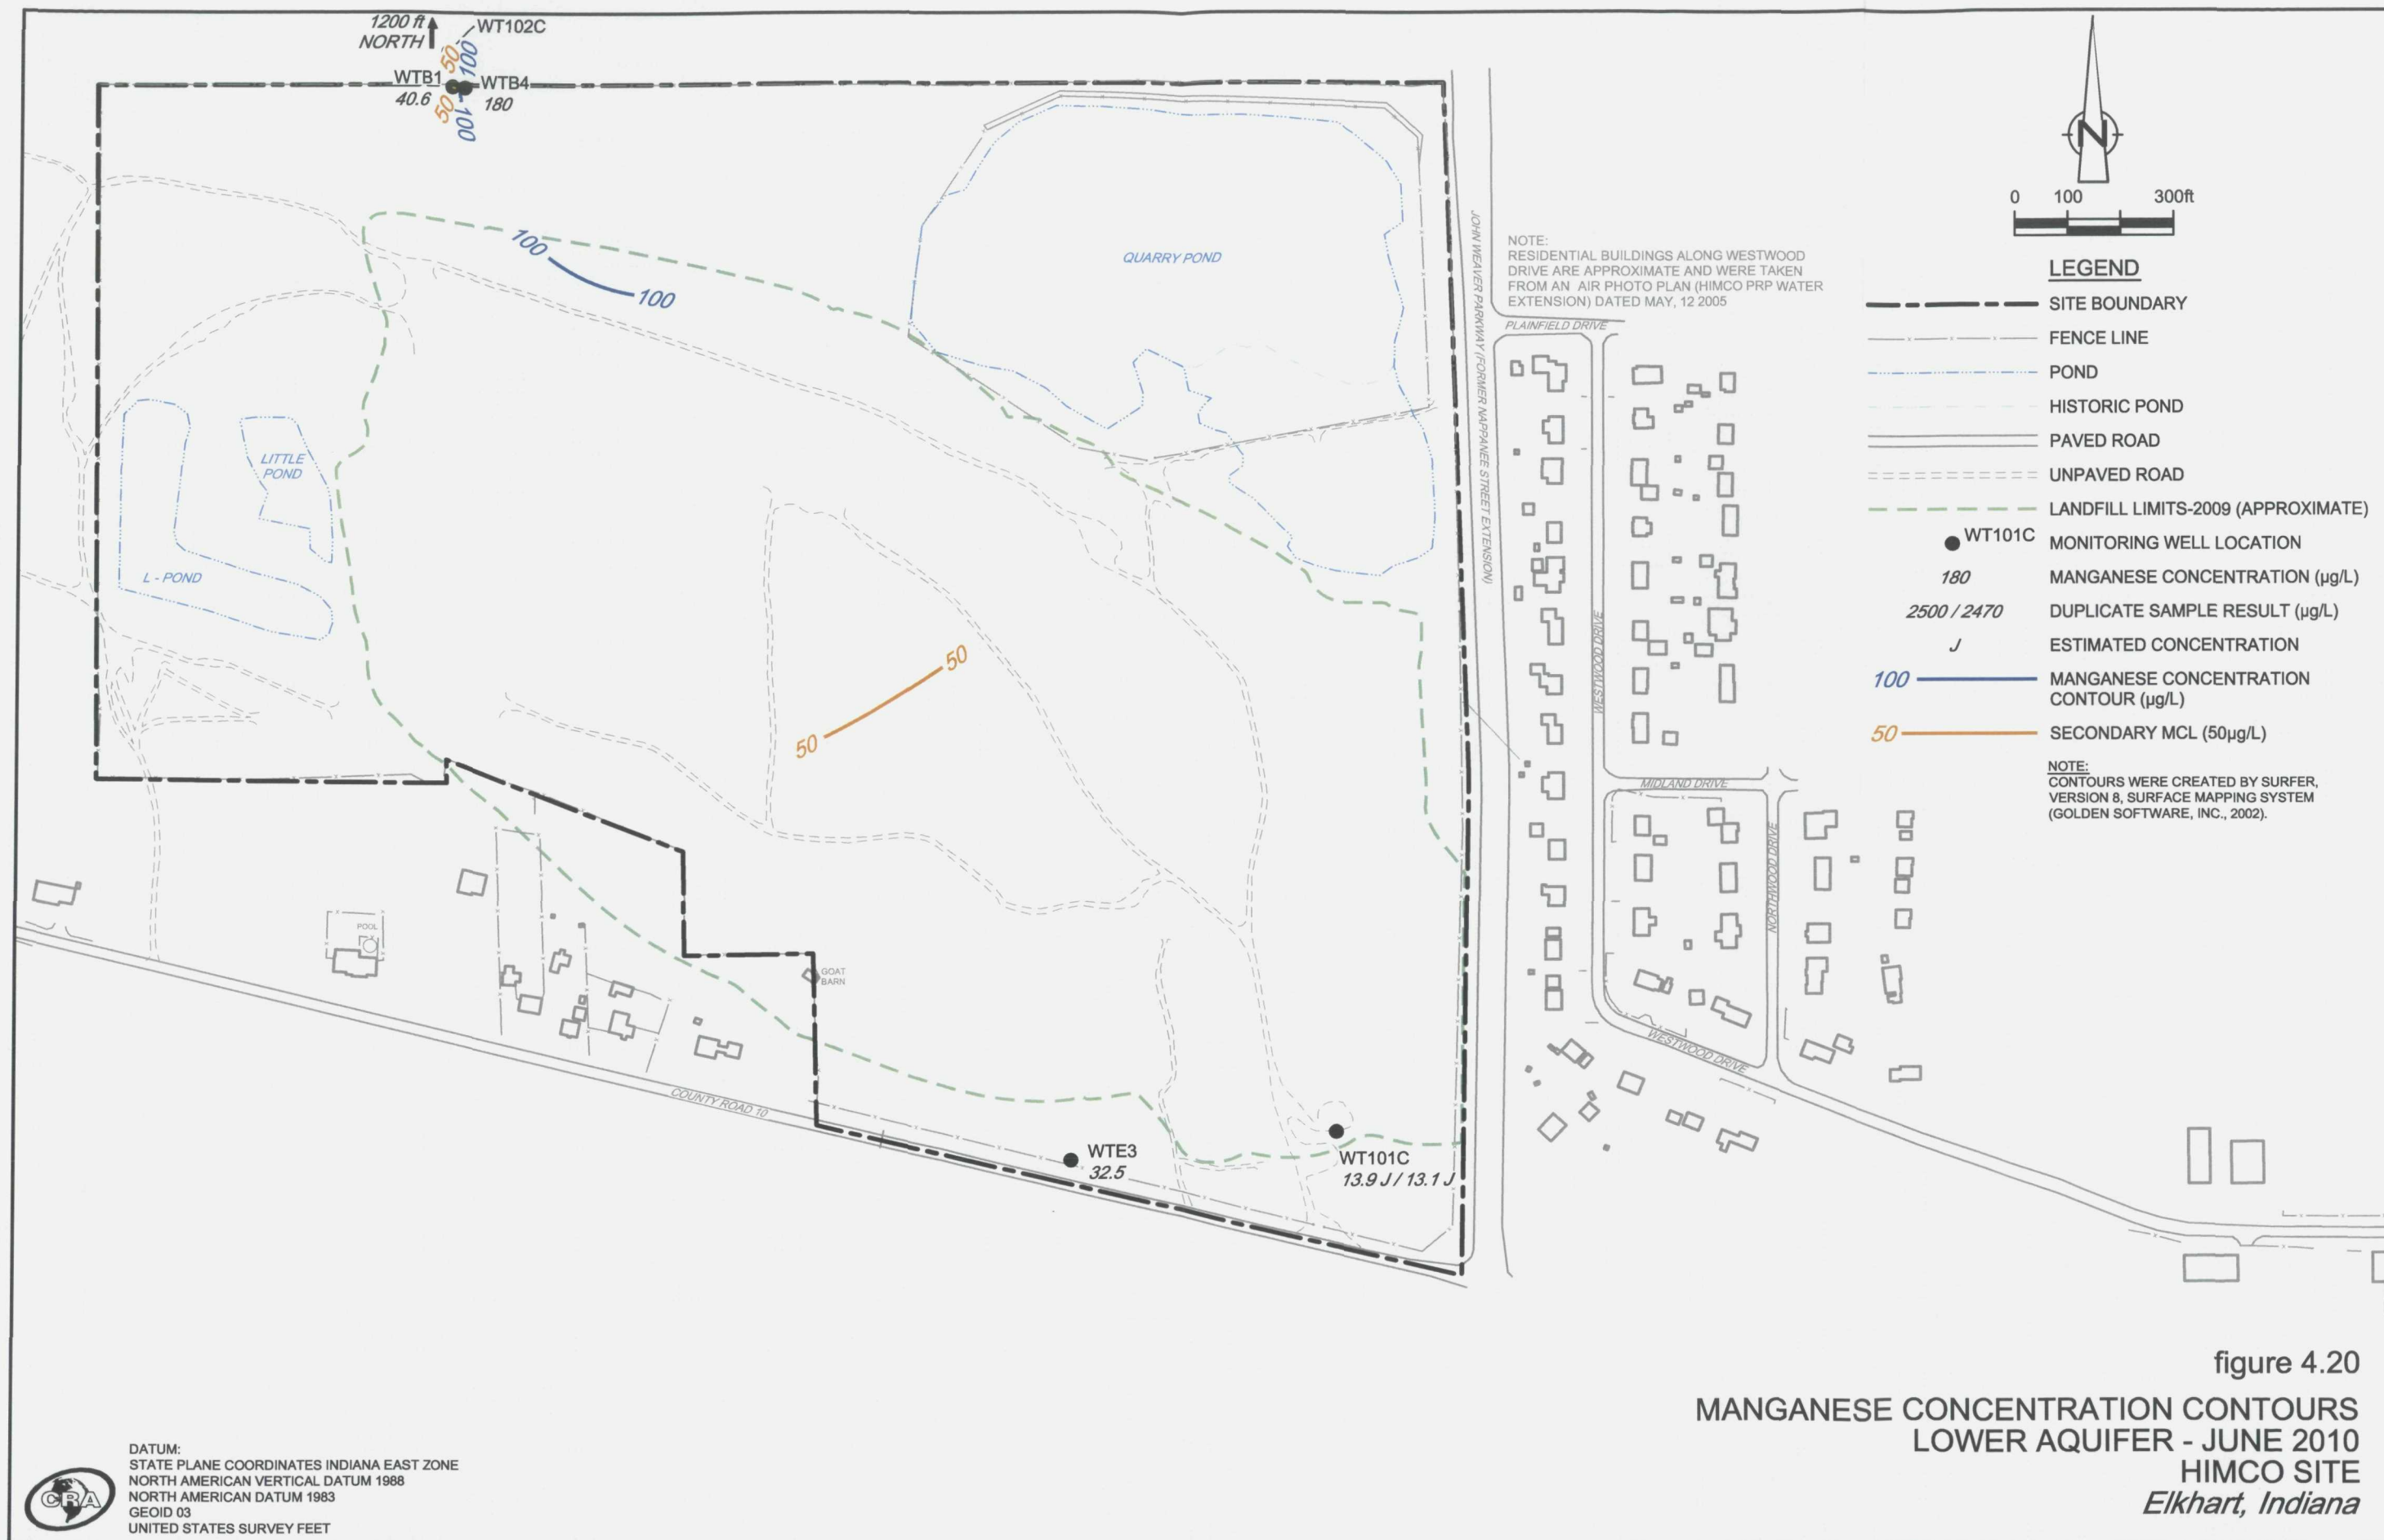 1200 ft
NORTH
WT102C
50
100
WTB1
WTB4
40.6
180
50
100
100
100
QUARRY POND
JOHN WEAVER PARKWAY (FORMER NAPPANEE STREET EXTENSION)
NOTE:
RESIDENTIAL BUILDINGS ALONG WESTWOOD
DRIVE ARE APPROXIMATE AND WERE TAKEN
FROM AN AIR PHOTO PLAN (HIMCO PRP WATER
EXTENSION) DATED MAY, 12 2005
PLAINFIELD DRIVE
LITTLE
POND
L - POND
50
50
WESTWOOD DRIVE
MIDLAND DRIVE
NORTHWOOD DRIVE
WESTWOOD DRIVE
POOL
GOAT
BARN
COUNTY ROAD 10
WTE3
32.5
WT101C
13.9 J / 13.1 J
N
0 100 300ft
LEGEND
SITE BOUNDARY
FENCE LINE
POND
HISTORIC POND
PAVED ROAD
UNPAVED ROAD
LANDFILL LIMITS-2009 (APPROXIMATE)
WT101C MONITORING WELL LOCATION
180 MANGANESE CONCENTRATION (µg/L)
2500 / 2470 DUPLICATE SAMPLE RESULT (µg/L)
J ESTIMATED CONCENTRATION
100 MANGANESE CONCENTRATION
CONTOUR (µg/L)
50 SECONDARY MCL (50µg/L)
NOTE:
CONTOURS WERE CREATED BY SURFER,
VERSION 8, SURFACE MAPPING SYSTEM
(GOLDEN SOFTWARE, INC., 2002).
figure 4.20
MANGANESE CONCENTRATION CONTOURS
LOWER AQUIFER - JUNE 2010
HIMCO SITE
Elkhart, Indiana
CRA
DATUM:
STATE PLANE COORDINATES INDIANA EAST ZONE
NORTH AMERICAN VERTICAL DATUM 1988
NORTH AMERICAN DATUM 1983
GEOID 03
UNITED STATES SURVEY FEET